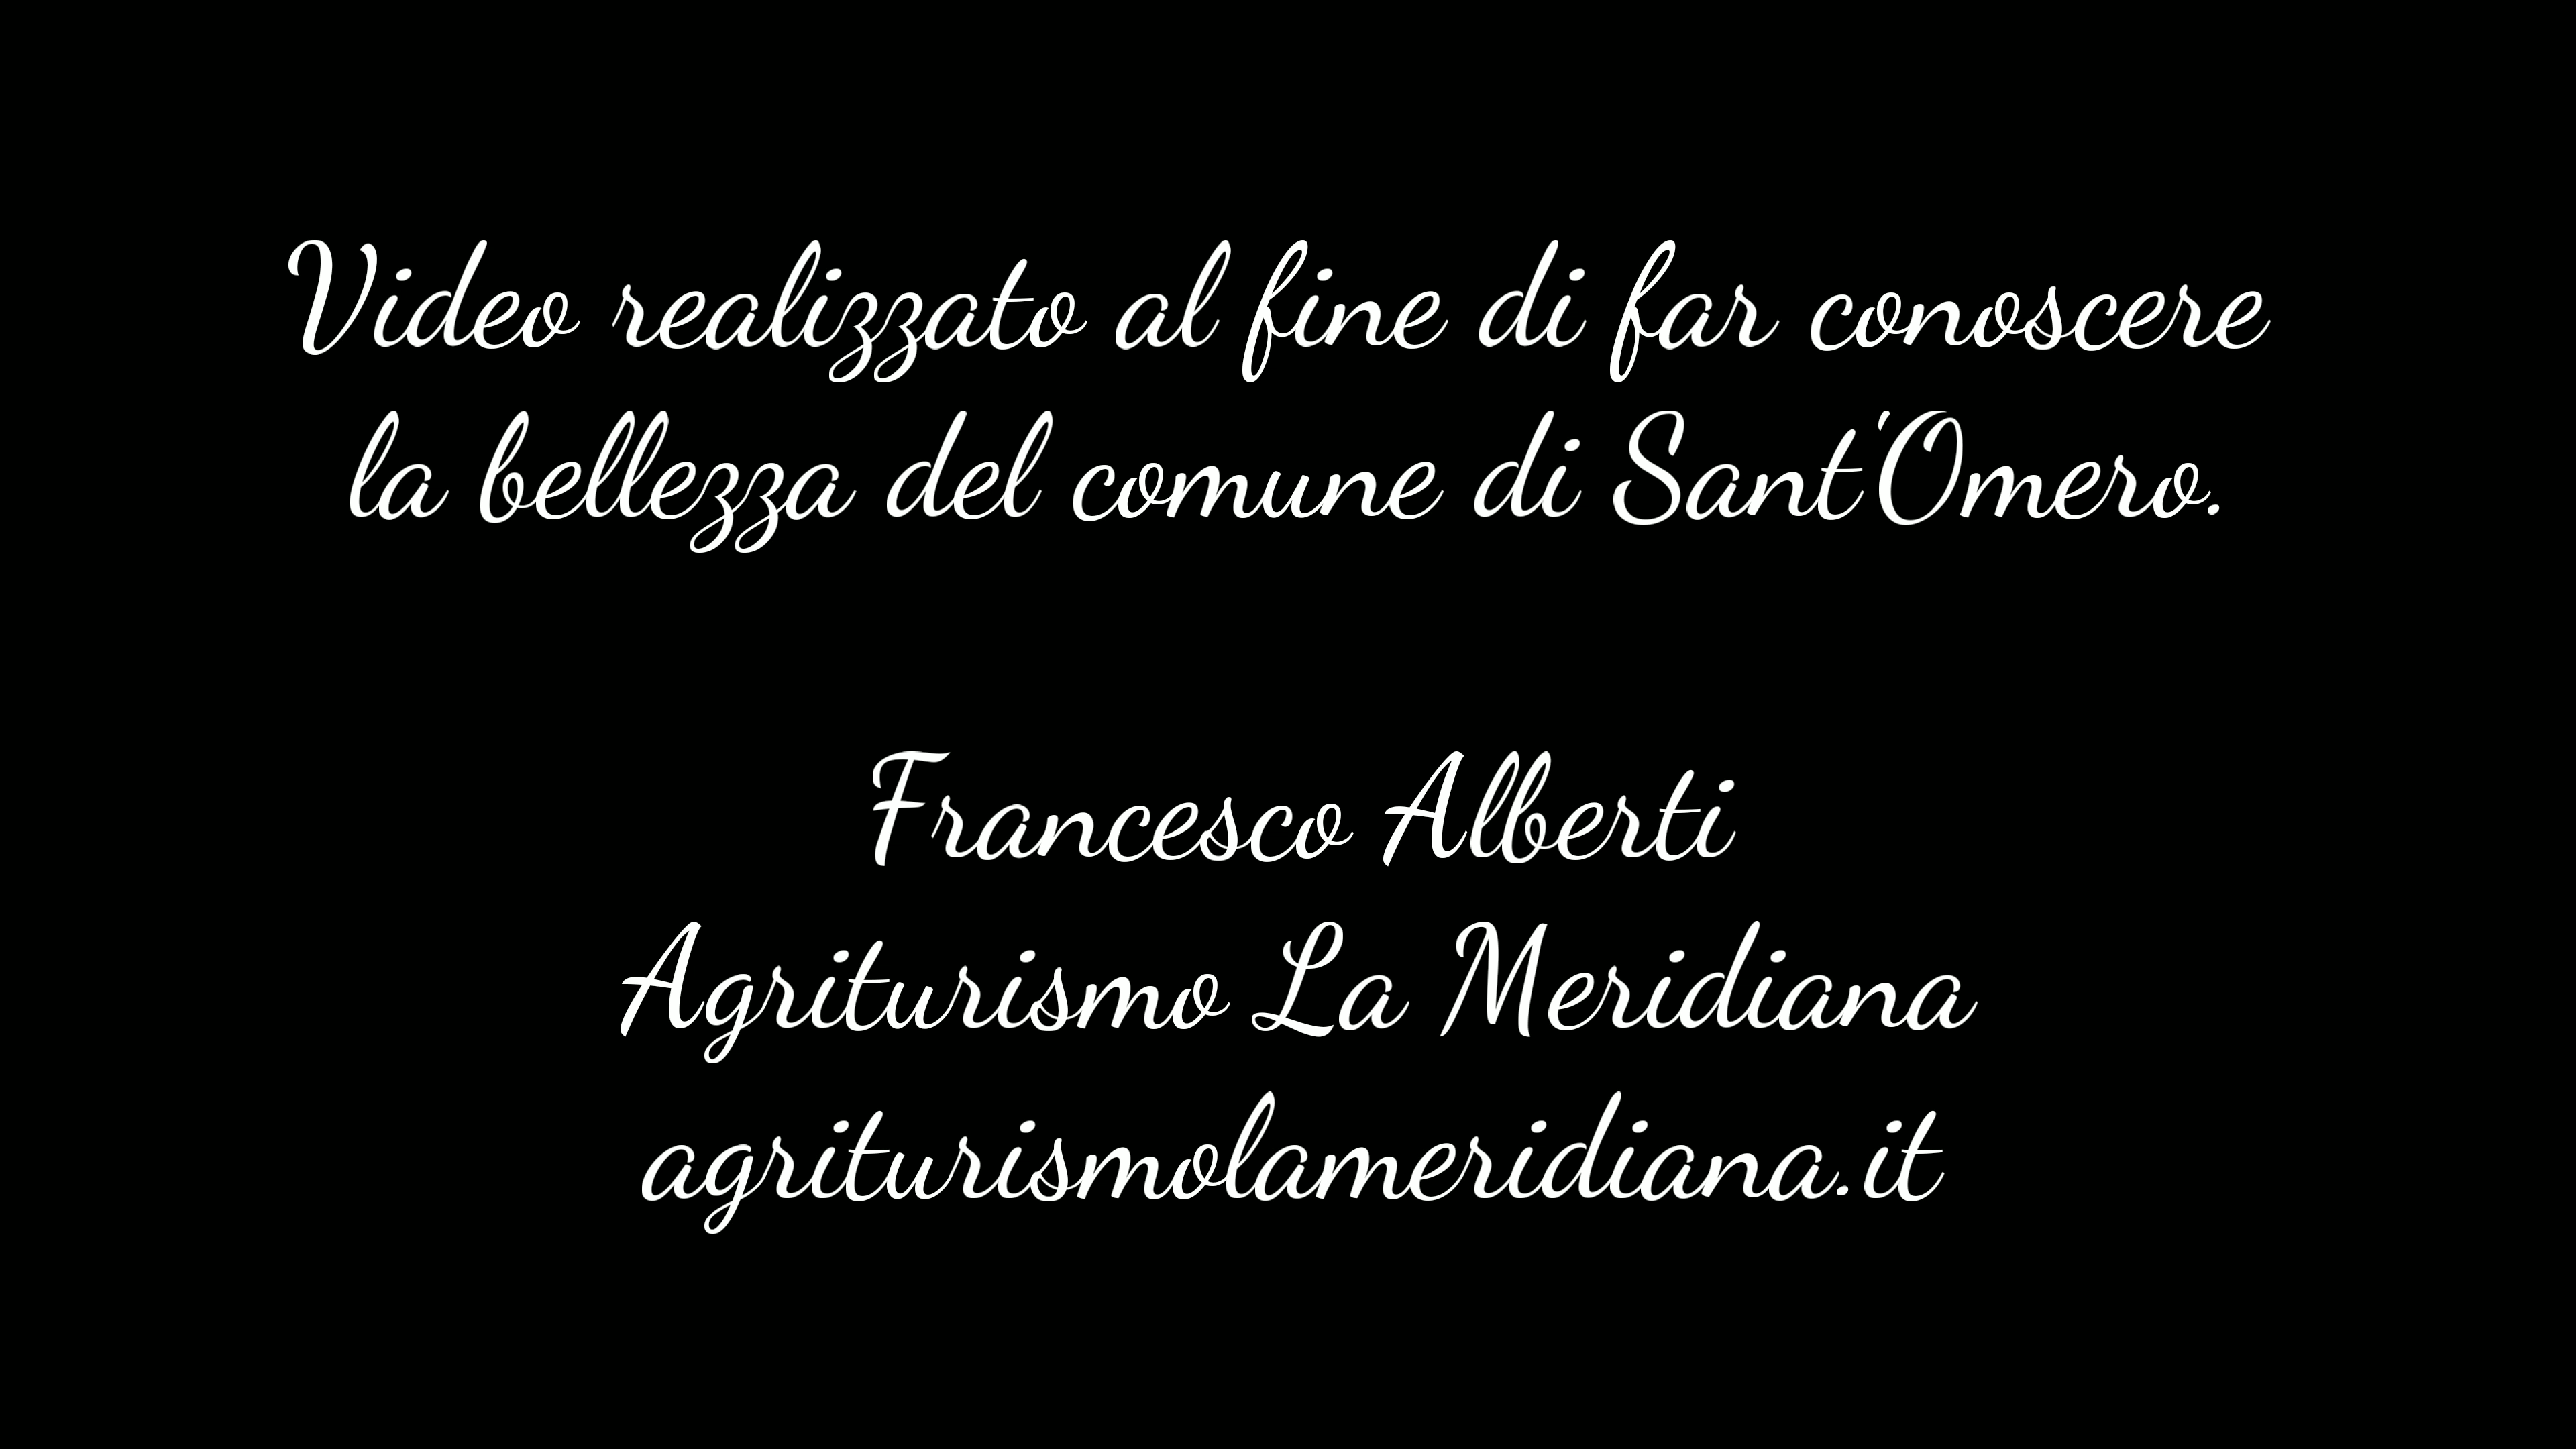 Video realizzato al fine di far conoscere
la bellezza del comune di Sant'Omero.
Francesco Alberti
Agriturismo La Meridiana
agriturismolameridiana.it